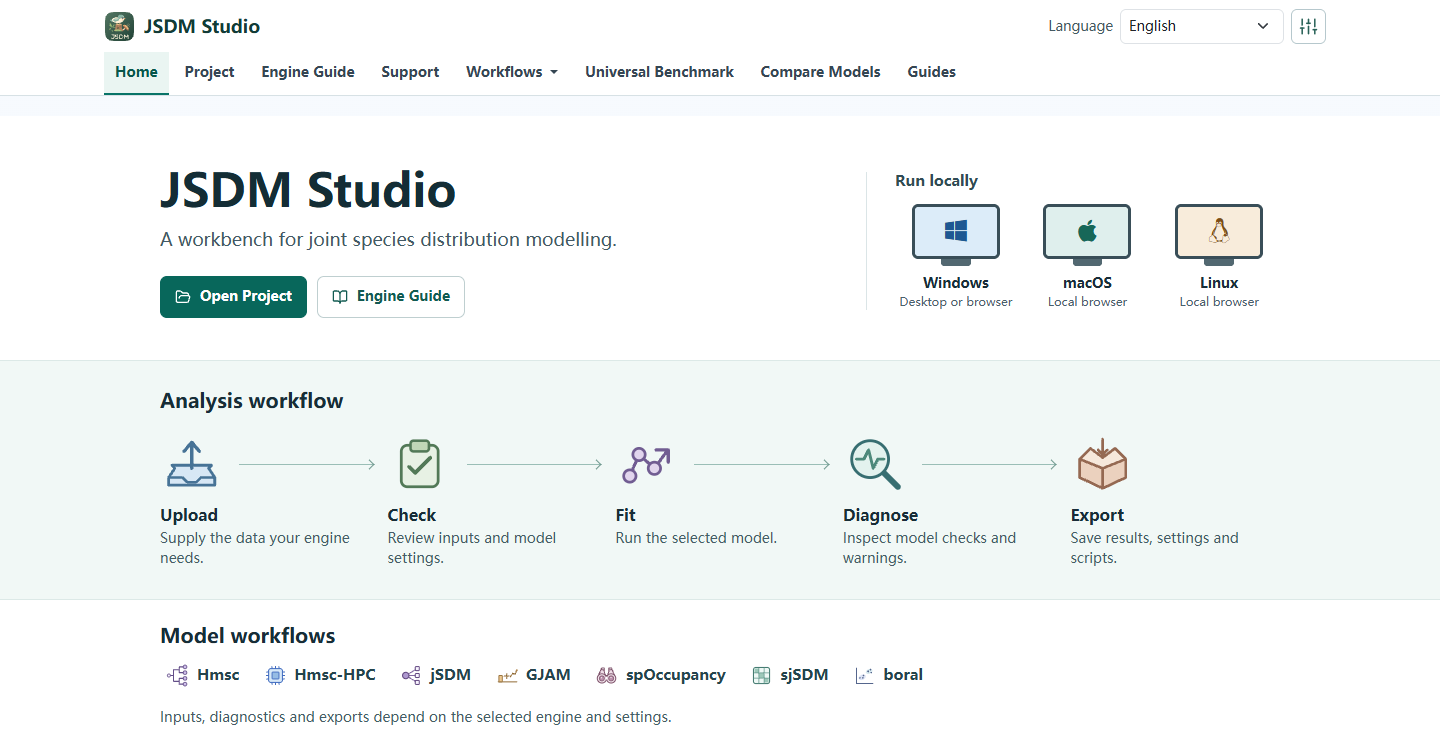 JSDM
JSDM Studio
Language
English
Home
Project
Engine Guide
Support
Workflows
Universal Benchmark
Compare Models
Guides
JSDM Studio
A workbench for joint species distribution modelling.
Open Project
Engine Guide
Run locally
Windows
Desktop or browser
macOS
Local browser
Linux
Local browser
Analysis workflow
Upload
Supply the data your engine
needs.
Check
Review inputs and model
settings.
Fit
Run the selected model.
Diagnose
Inspect model checks and
warnings.
Export
Save results, settings and
scripts.
Model workflows
Hmsc
Hmsc-HPC
jSDM
GJAM
spOccupancy
sjSDM
boral
Inputs, diagnostics and exports depend on the selected engine and settings.